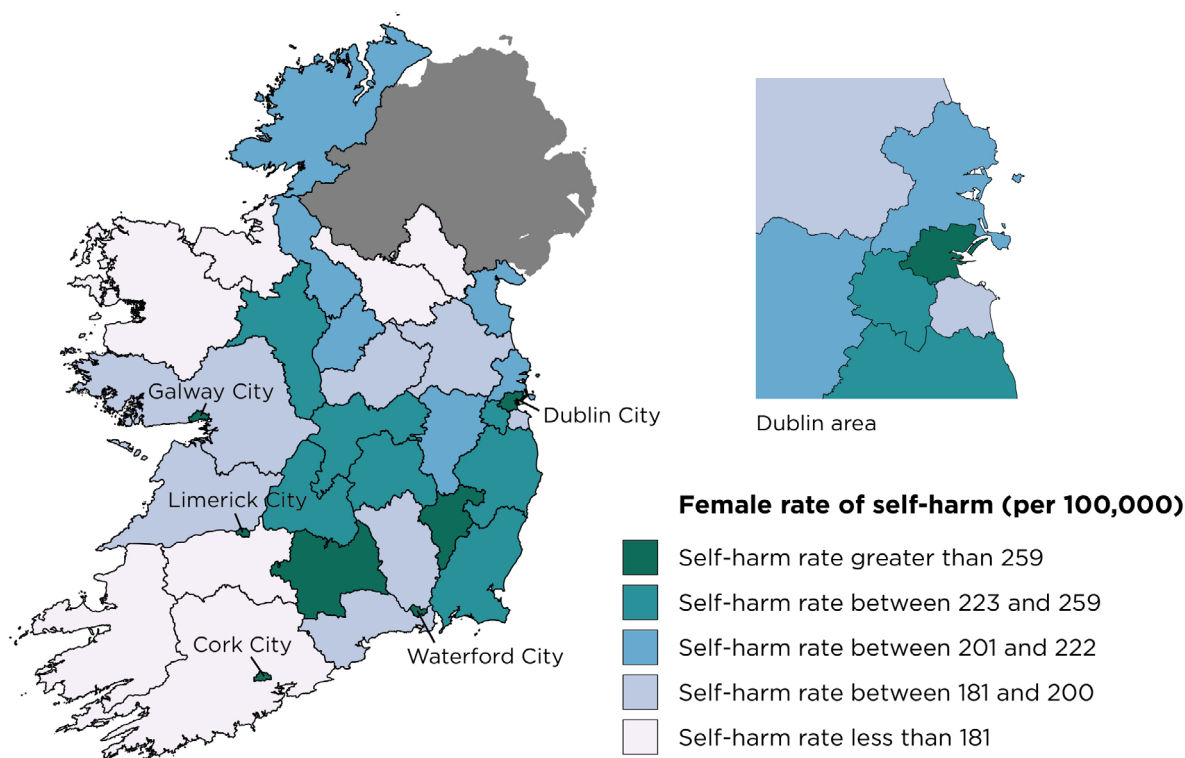 Galway City
Dublin City
Dublin area
Limerick City
Female rate of self-harm (per 100,000)
Self-harm rate greater than 259
Self-harm rate between 223 and 259
Cork City
Waterford City
Self-harm rate between 201 and 222
Self-harm rate between 181 and 200
Self-harm rate less than 181